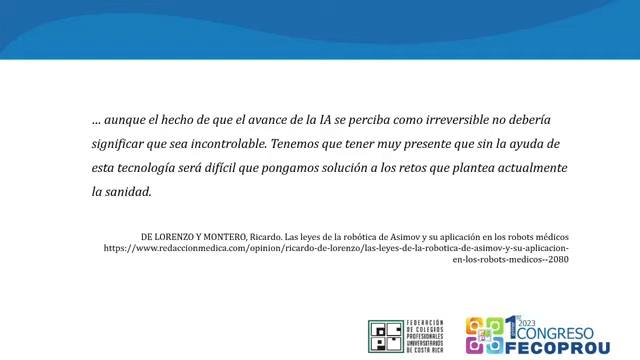 ... aunque el hecho de que el avance de la IA se perciba como irreversible no debería
significar que sea incontrolable. Tenemos que tener muy presente que sin la ayuda de
esta tecnología será difícil que pongamos solución a los retos que plantea actualmente
la sanidad.
DE LORENZO Y MONTERO, Ricardo. Las leyes de la robótica de Asimov y su aplicación en los robots médicos
https://www.redaccionmedica.com/opinion/ricardo-de-lorenzo/las-leyes-de-la-robotica-de-asimov-y-su-aplicacion-
en-los-robots-medicos--2080
FEDERACIÓN
DE COLEGIOS
PROFESIONALES
UNIVERSITARIOS
DE COSTA RICA
1 2023
CONGRESO
FECOPROU